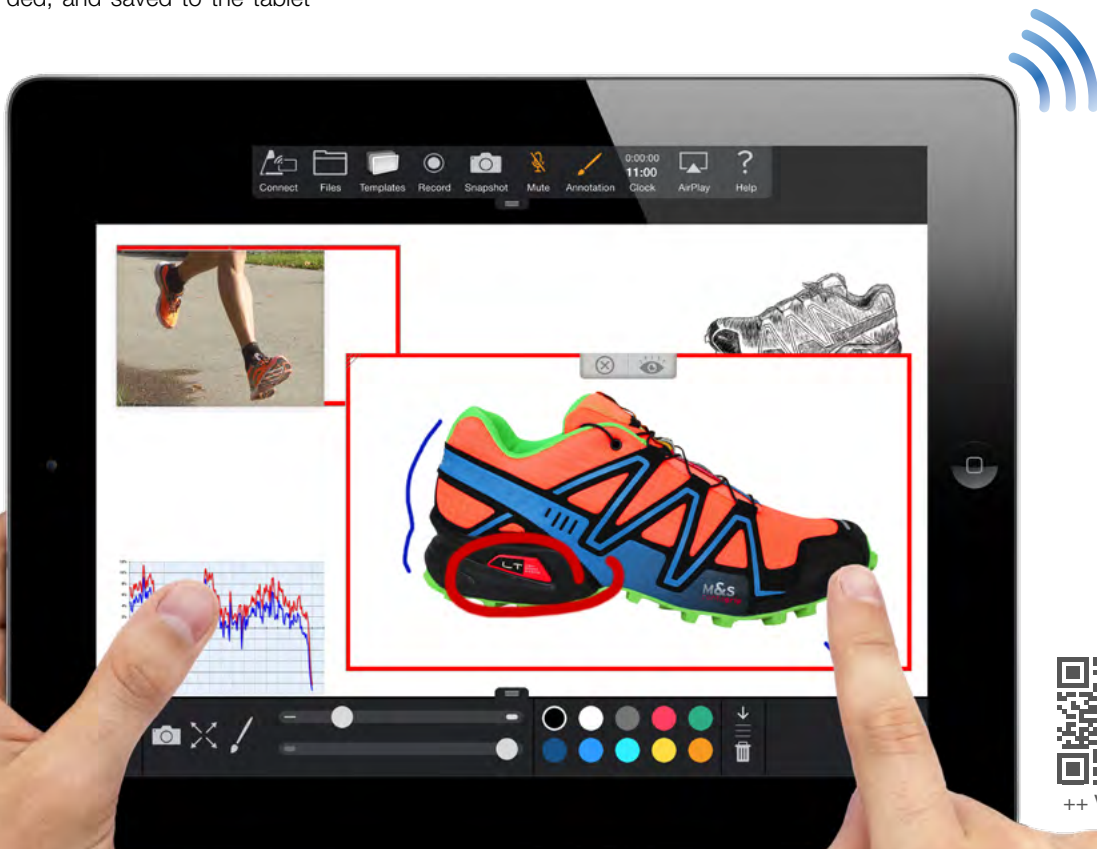 ded, and saved to the tablet
0:00:00
11:00
Connect Files Templates Record Snapshot Mute Annotation Clock AirPlay Help
LT
M&S
++